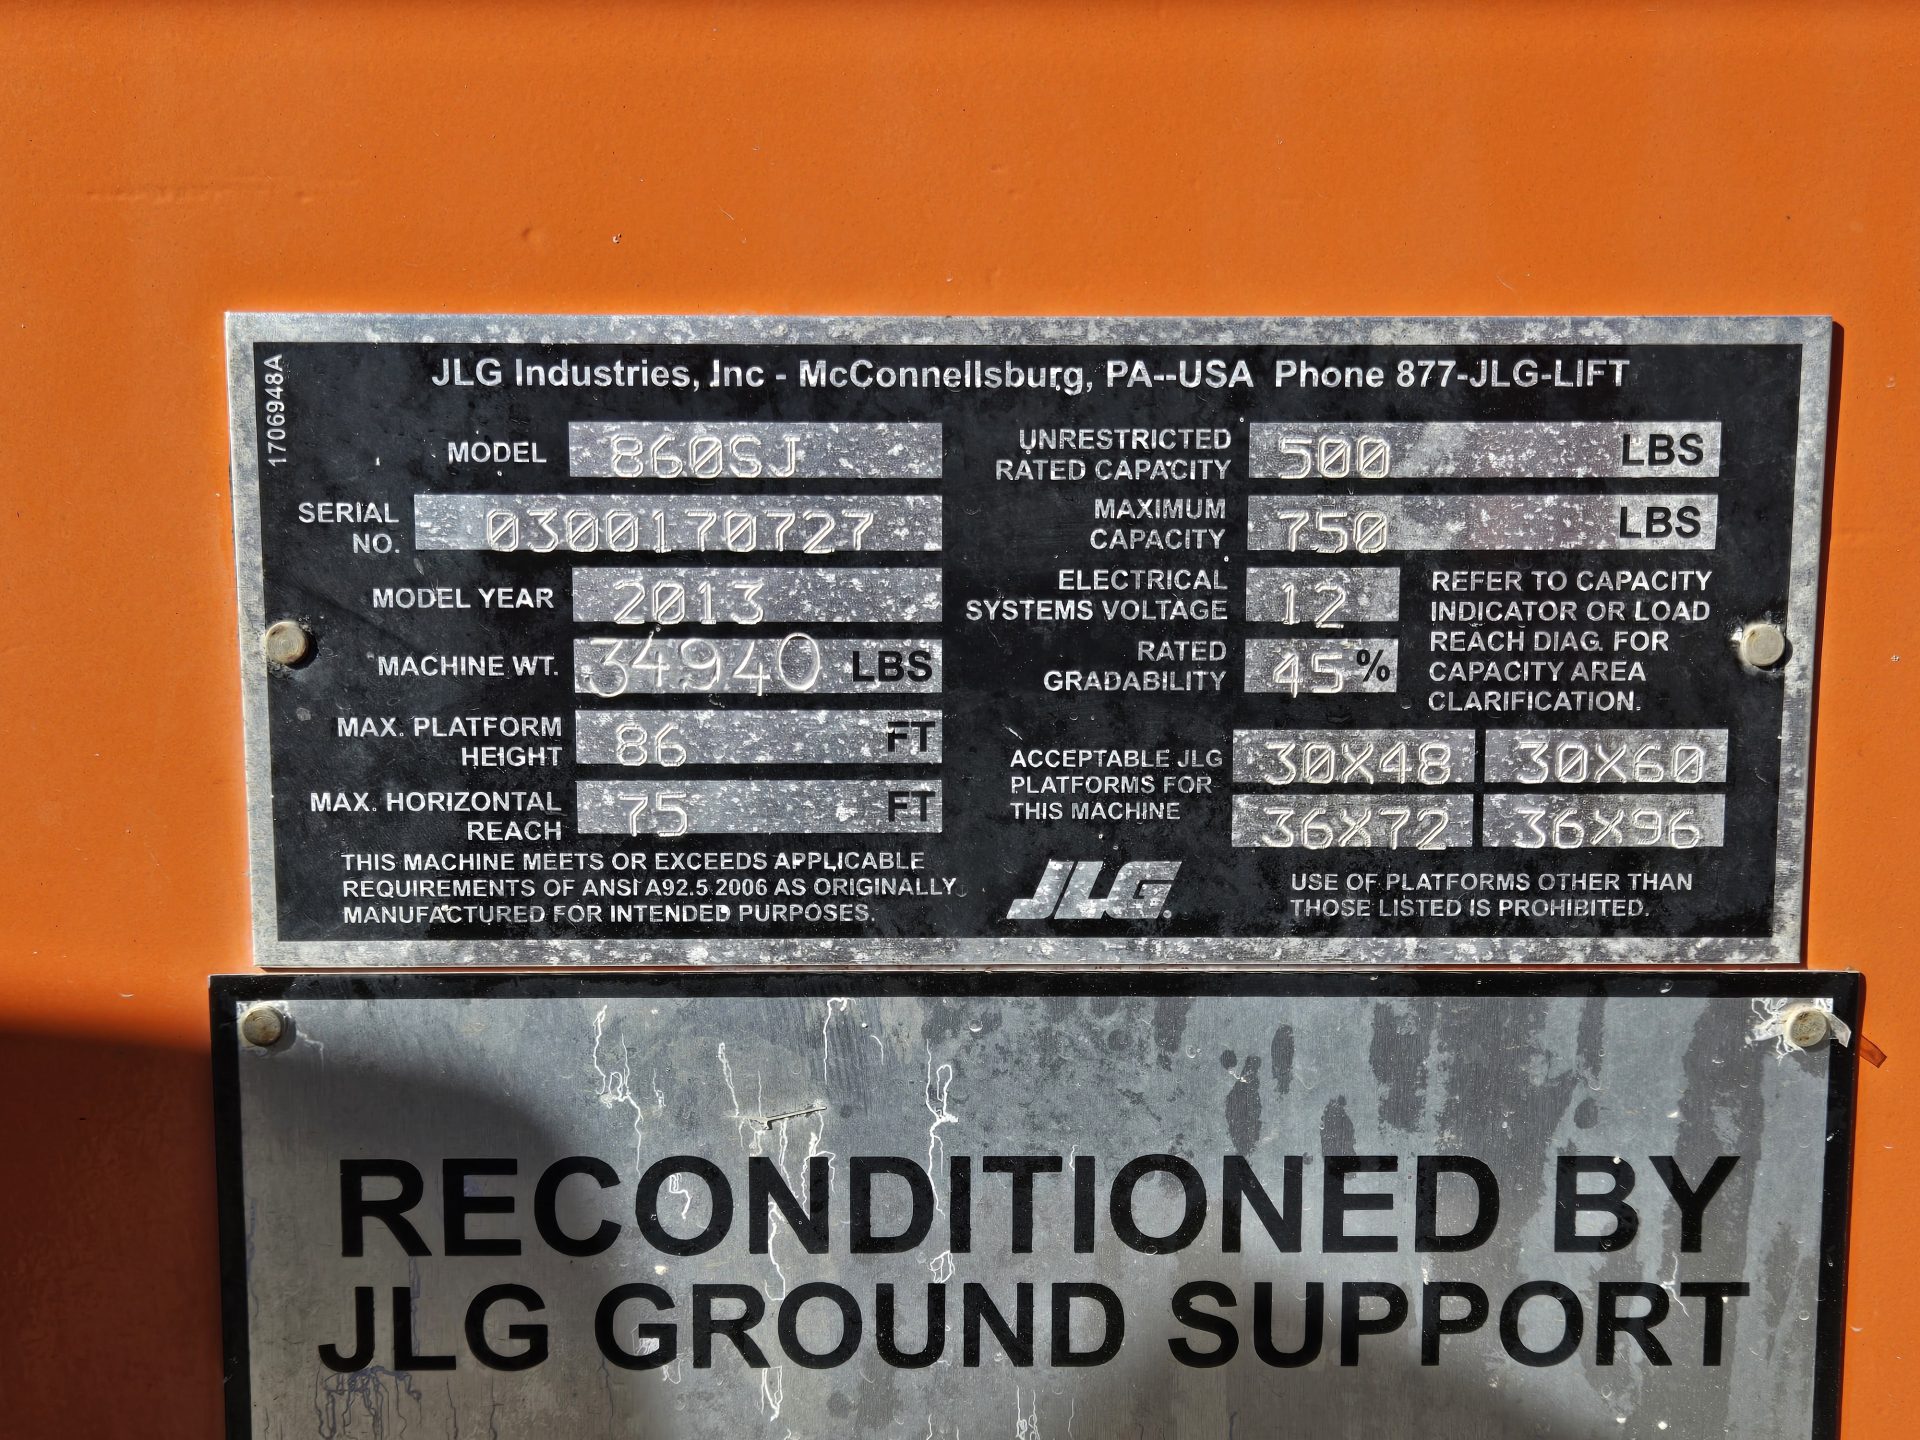 1706948A
JLG Industries, Inc - McConnellsburg, PA--USA Phone 877-JLG-LIFT
MODEL 860SJ
SERIAL NO. 0300170727
MODEL YEAR 2013
MACHINE WT. 34940 LBS
MAX. PLATFORM HEIGHT 86 FT
MAX. HORIZONTAL REACH 75 FT
THIS MACHINE MEETS OR EXCEEDS APPLICABLE
REQUIREMENTS OF ANSI A92.5 2006 AS ORIGINALLY
MANUFACTURED FOR INTENDED PURPOSES.
UNRESTRICTED RATED CAPACITY 500 LBS
MAXIMUM CAPACITY 750 LBS
ELECTRICAL SYSTEMS VOLTAGE 12
RATED GRADABILITY 45 %
REFER TO CAPACITY
INDICATOR OR LOAD
REACH DIAG. FOR
CAPACITY AREA
CLARIFICATION.
ACCEPTABLE JLG
PLATFORMS FOR
THIS MACHINE
30X48 30X60
36X72 36X96
JLG.
USE OF PLATFORMS OTHER THAN
THOSE LISTED IS PROHIBITED.
RECONDITIONED BY
JLG GROUND SUPPORT